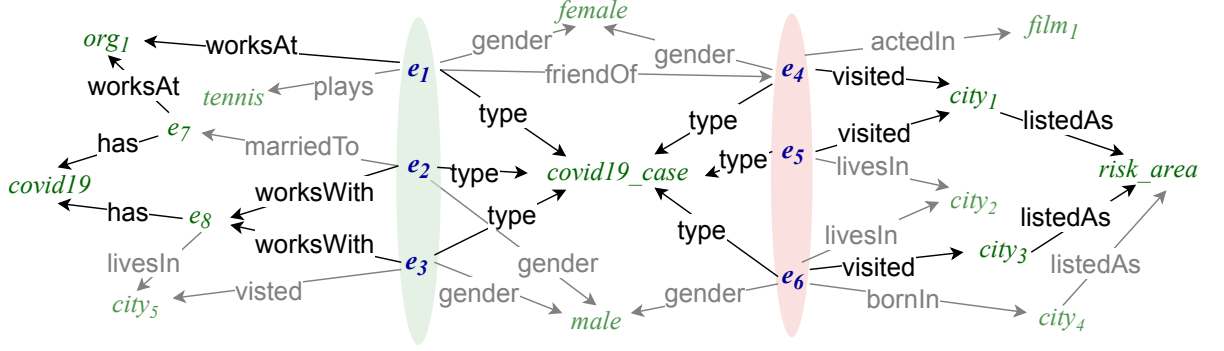 female
film1
org1
worksAt
gender
actedIn
gender
e1
friendOf
e4
visited
worksAt
tennis
plays
city1
type
type
listedAs
e7
visited
has
marriedTo
e5
type
e2
type
covid19_case
livesIn
risk_area
covid19
worksWith
has
e8
type
city2
listedAs
type
livesIn
worksWith
city3
livesIn
e3
gender
visited
listedAs
e6
city5
visted
gender
gender
bornIn
male
city4